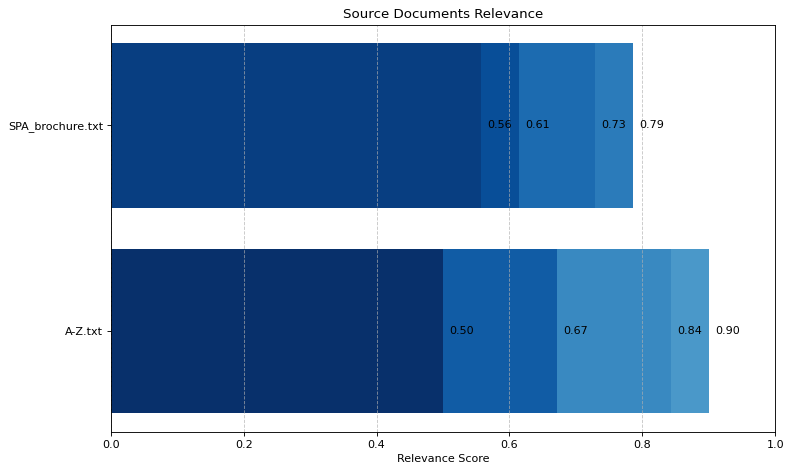 Source Documents Relevance
SPA_brochure.txt
0.56 0.61 0.73 0.79
A-Z.txt
0.50 0.67 0.84 0.90
0.0 0.2 0.4 0.6 0.8 1.0
Relevance Score